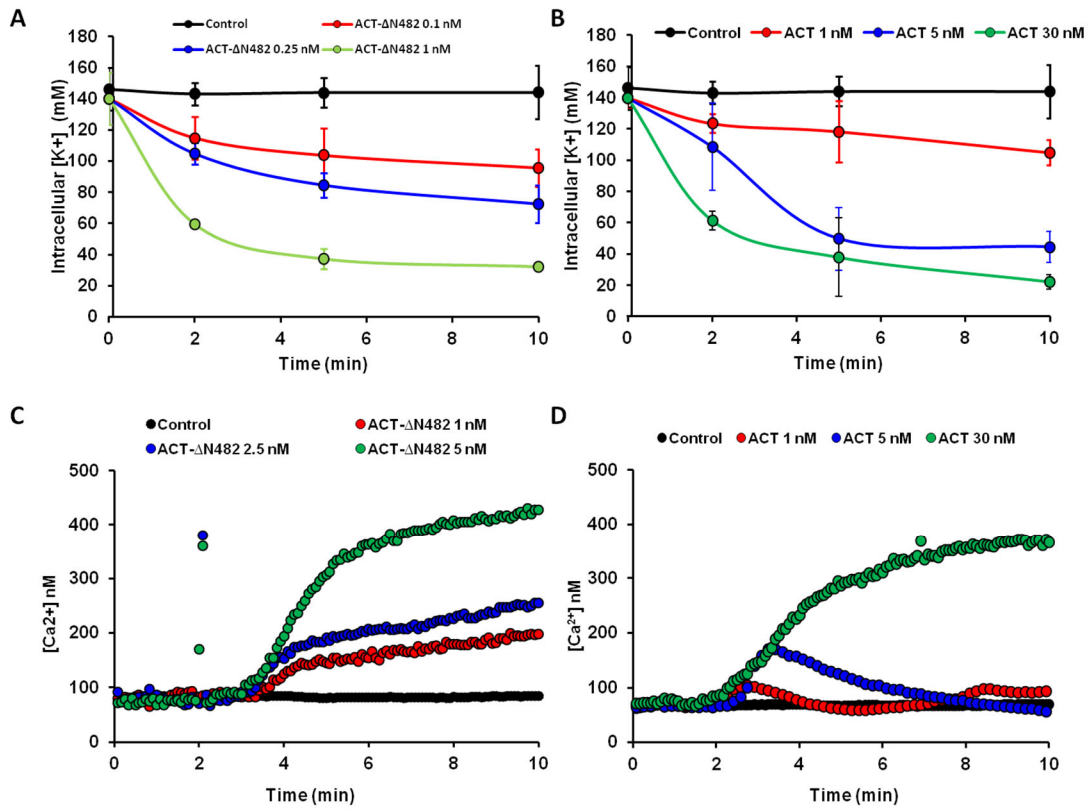 A
Control
ACT-ΔN482 0.1 nM
ACT-ΔN482 0.25 nM
ACT-ΔN482 1 nM
180
160
140
120
100
80
60
40
20
0
Intracellular [K+] (mM)
0 2 4 6 8 10
Time (min)
B
Control ACT 1 nM ACT 5 nM ACT 30 nM
180
160
140
120
100
80
60
40
20
0
Intracellular [K+] (mM)
0 2 4 6 8 10
Time (min)
C
Control
ACT-ΔN482 1 nM
ACT-ΔN482 2.5 nM
ACT-ΔN482 5 nM
500
400
300
200
100
0
[Ca2+] nM
0 2 4 6 8 10
Time (min)
D
Control ACT 1 nM ACT 5 nM ACT 30 nM
500
400
300
200
100
0
[Ca²⁺] nM
0 2 4 6 8 10
Time (min)